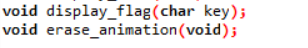 void display_flag(char key);
void erase_animation(void);